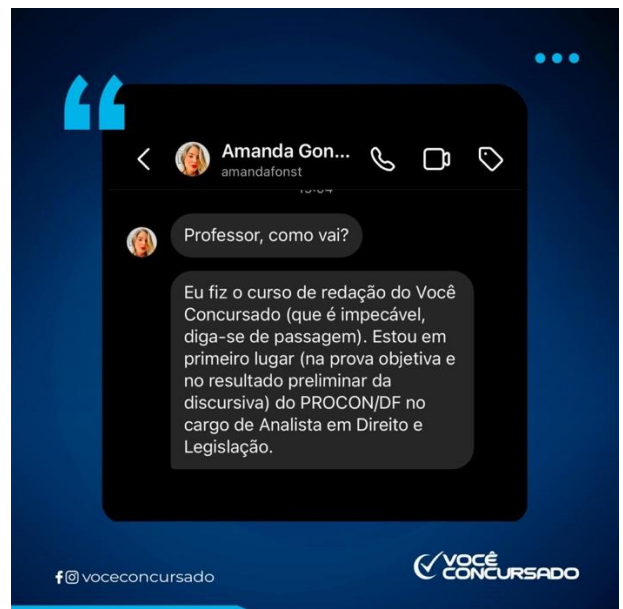 Amanda Gon...
amandafonst
Professor, como vai?
Eu fiz o curso de redação do Você
Concursado (que é impecável,
diga-se de passagem). Estou em
primeiro lugar (na prova objetiva e
no resultado preliminar da
discursiva) do PROCON/DF no
cargo de Analista em Direito e
Legislação.
voceconcursado
VOCÊ
CONCURSADO